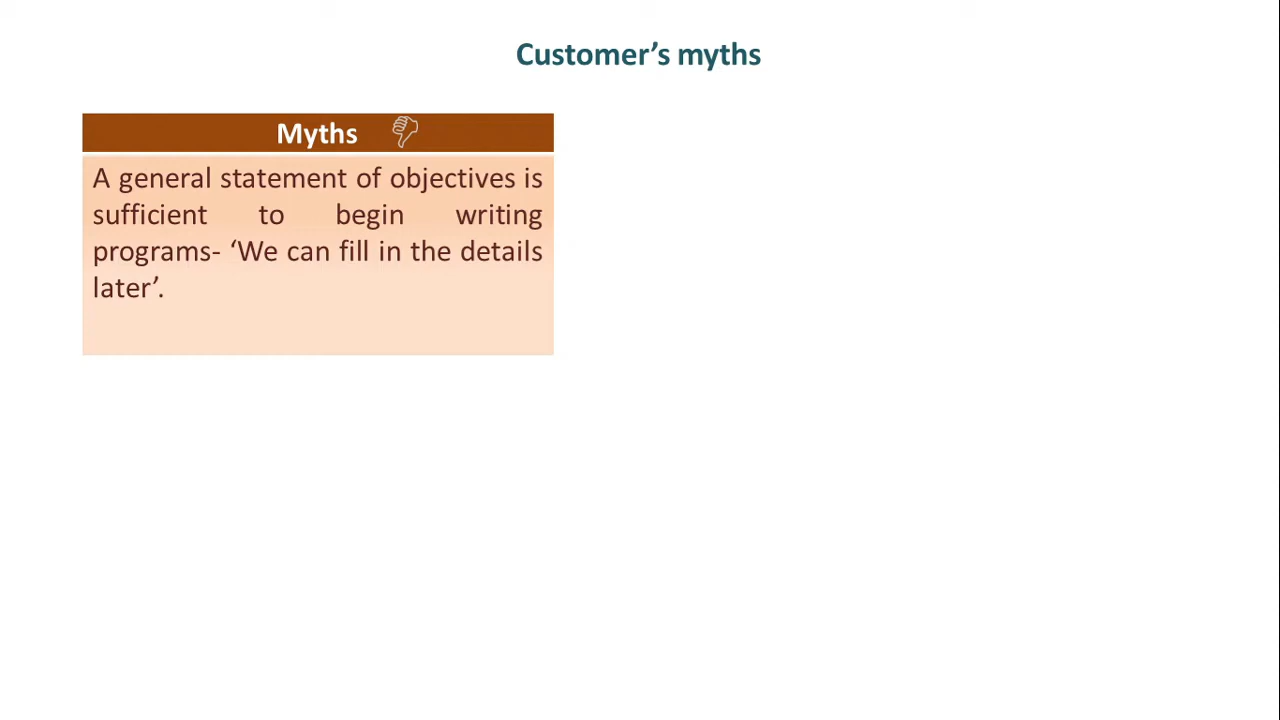 Customer’s myths
Myths
A general statement of objectives is
sufficient to begin writing
programs- ‘We can fill in the details
later’.